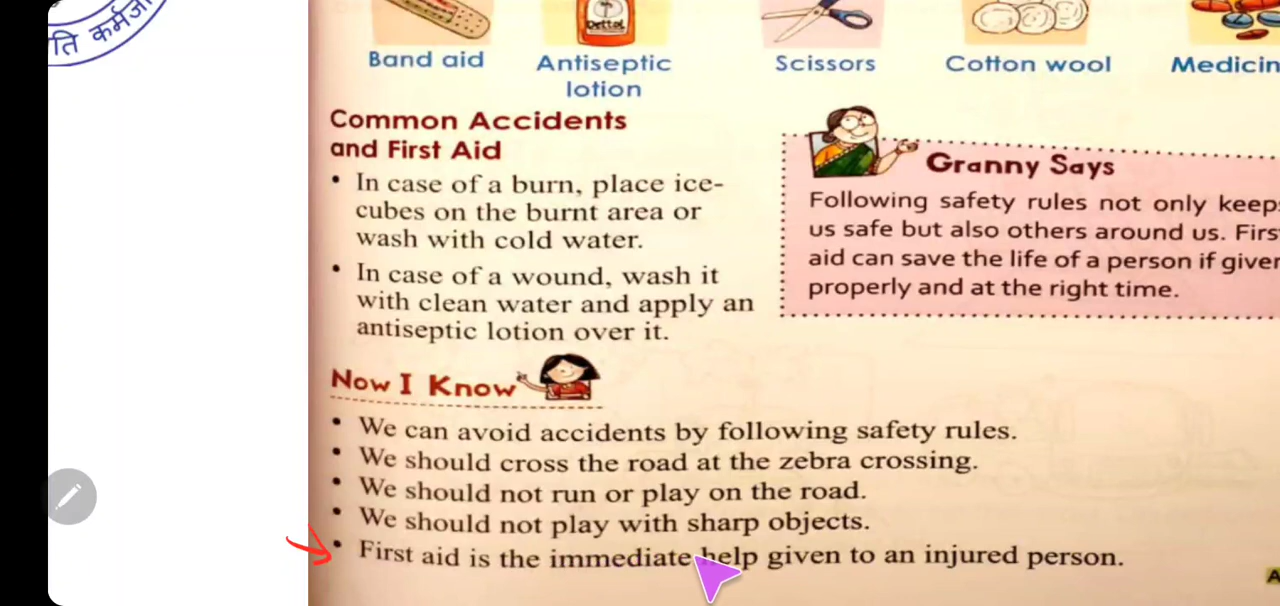 ति कर्मज
Dettol
Band aid
Antiseptic
lotion
Scissors
Cotton wool
Medicin
Common Accidents
and First Aid
• In case of a burn, place ice-
cubes on the burnt area or
wash with cold water.
• In case of a wound, wash it
with clean water and apply an
antiseptic lotion over it.
Granny Says
Following safety rules not only keeps
us safe but also others around us. Firs
aid can save the life of a person if given
properly and at the right time.
Now I Know
• We can avoid accidents by following safety rules.
• We should cross the road at the zebra crossing.
• We should not run or play on the road.
• We should not play with sharp objects.
• First aid is the immediate help given to an injured person.
A